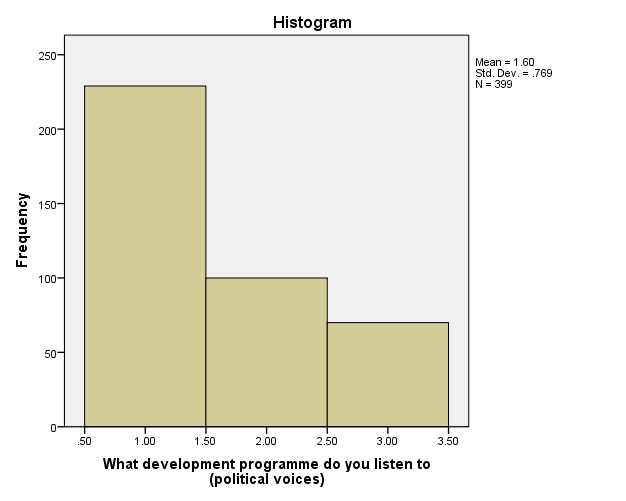 Histogram
Mean = 1.60
Std. Dev. = .769
N = 399
Frequency
250
200
150
100
50
0
.50 1.00 1.50 2.00 2.50 3.00 3.50
What development programme do you listen to
(political voices)